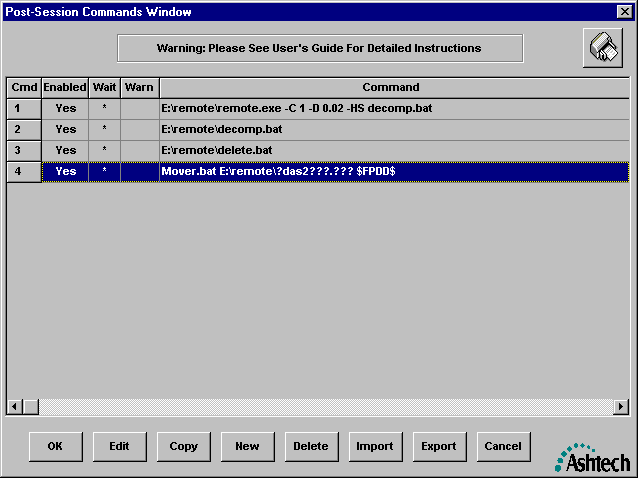 Post-Session Commands Window
Warning: Please See User's Guide For Detailed Instructions
Cmd Enabled Wait Warn Command
1 Yes * E:\remote\remote.exe -C 1 -D 0.02 -HS decomp.bat
2 Yes * E:\remote\decomp.bat
3 Yes * E:\remote\delete.bat
4 Yes * Mover.bat E:\remote\?das2???.??? $FPDD$
OK Edit Copy New Delete Import Export Cancel
Ashtech